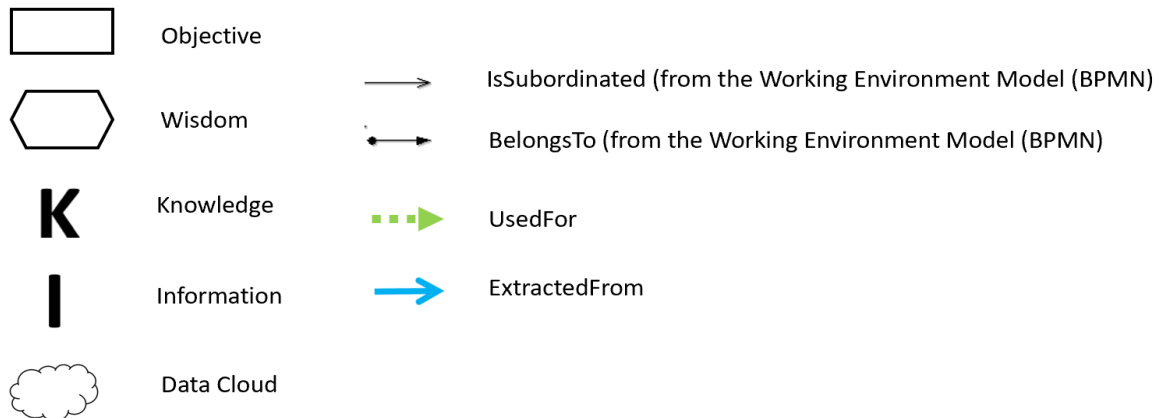 Objective
Wisdom
K Knowledge
I Information
Data Cloud
IsSubordinated (from the Working Environment Model (BPMN)
BelongsTo (from the Working Environment Model (BPMN)
UsedFor
ExtractedFrom